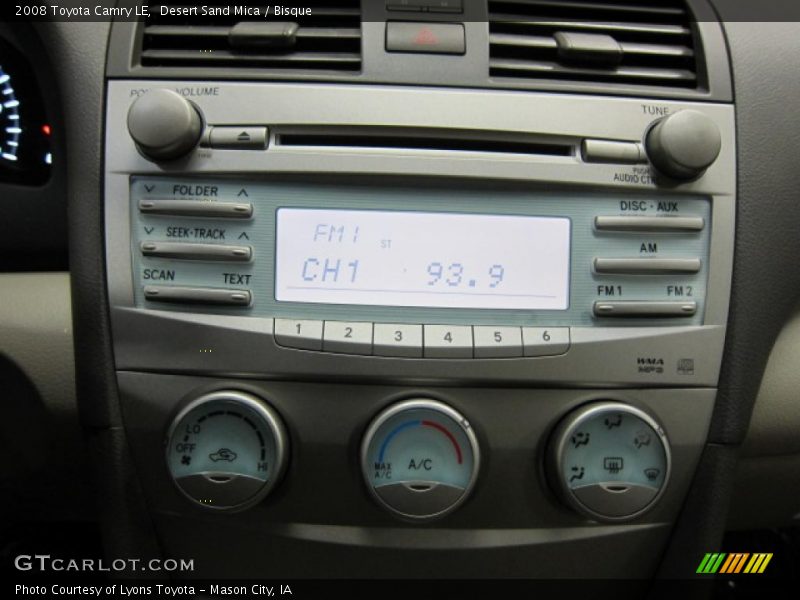 2008 Toyota Camry LE, Desert Sand Mica / Bisque
VOLUME
TUNE
AUDIO CTRL
FOLDER
SEEK·TRACK
SCAN TEXT
FM1
ST
CH1 93.9
DISC · AUX
AM
FM1 FM2
1 2 3 4 5 6
WMA
MP3
LO
OFF
HI
MAX
A/C
A/C
GTCARLOT.COM
Photo Courtesy of Lyons Toyota - Mason City, IA